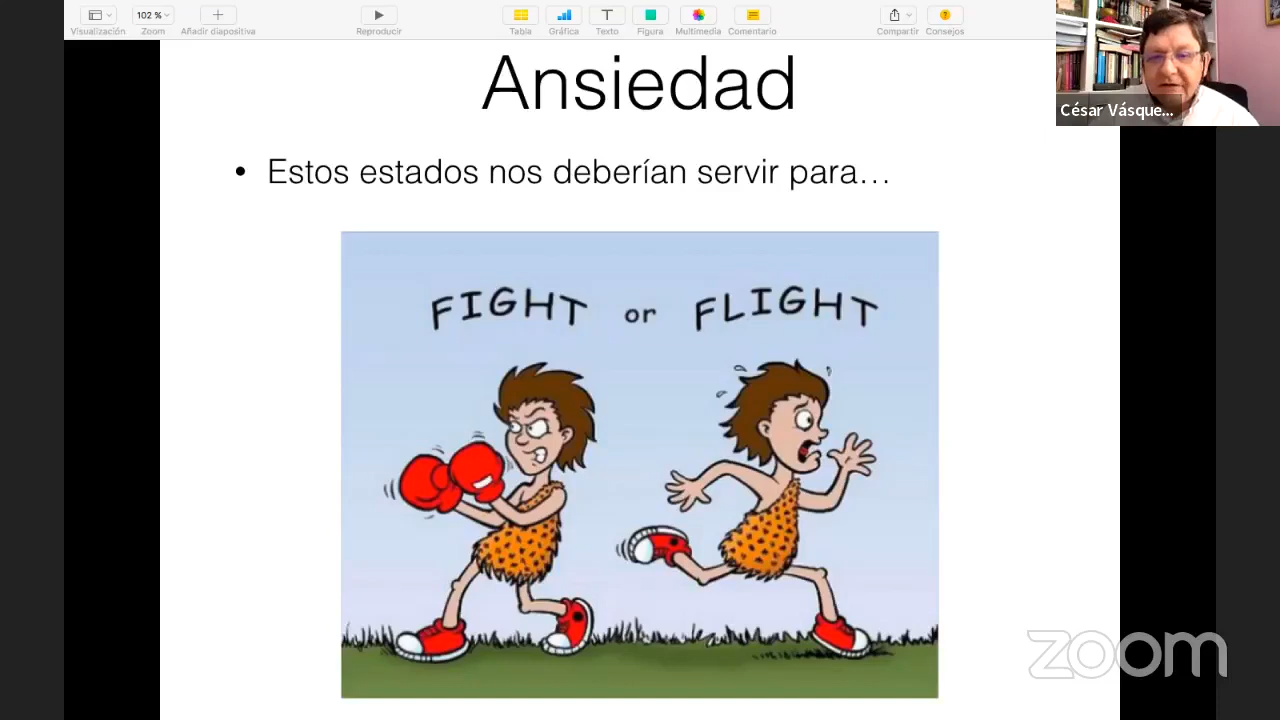 102 %
Visualización
Zoom
Añadir diapositiva
Reproducir
Tabla
Gráfica
Texto
Figura
Multimedia
Comentario
Compartir
Consejos
César Vásque...
Ansiedad
• Estos estados nos deberían servir para...
FIGHT or FLIGHT
zoom